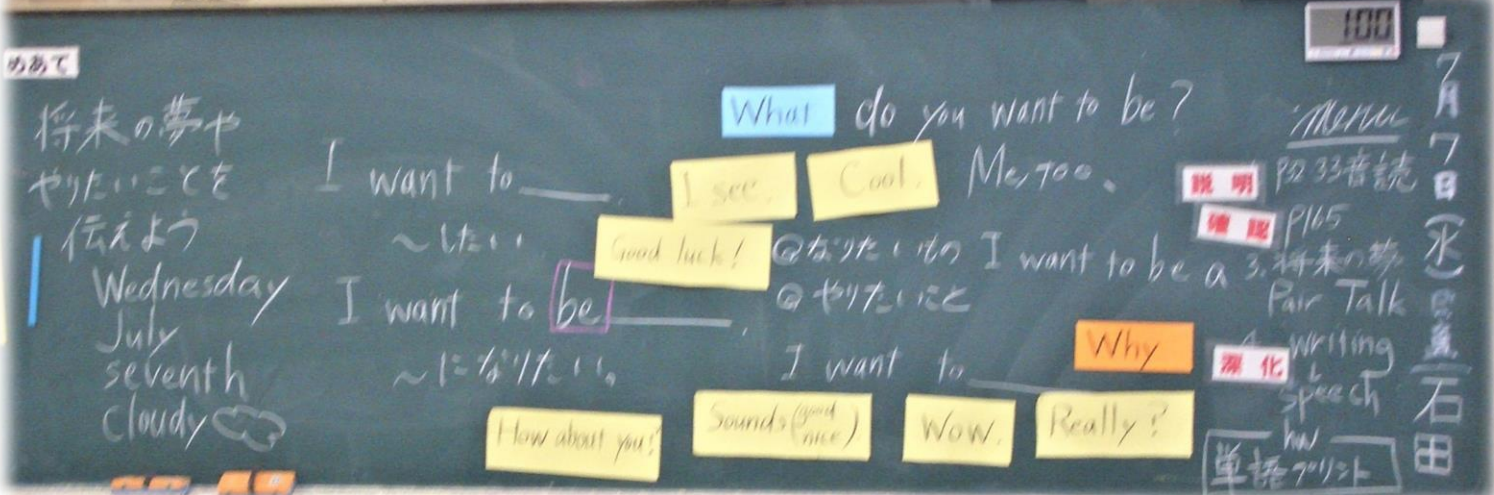 めあて
将来の夢や
やりたいことを
伝えよう
Wednesday
July
seventh
cloudy
I want to ____.
～したい
I want to be ____.
～になりたい。
What do you want to be?
I see.
Cool.
Me, too.
Good luck!
@なりたいもの I want to be a
@やりたいこと
I want to ____
Why
How about you?
Sounds (good nice).
Wow.
Really?
100
menu
説明
P32 33音読
確認
P165
3. 将来の夢
Pair Talk
深化
4. writing
↓
speech
hw
単語プリント
7月7日(水)
石田